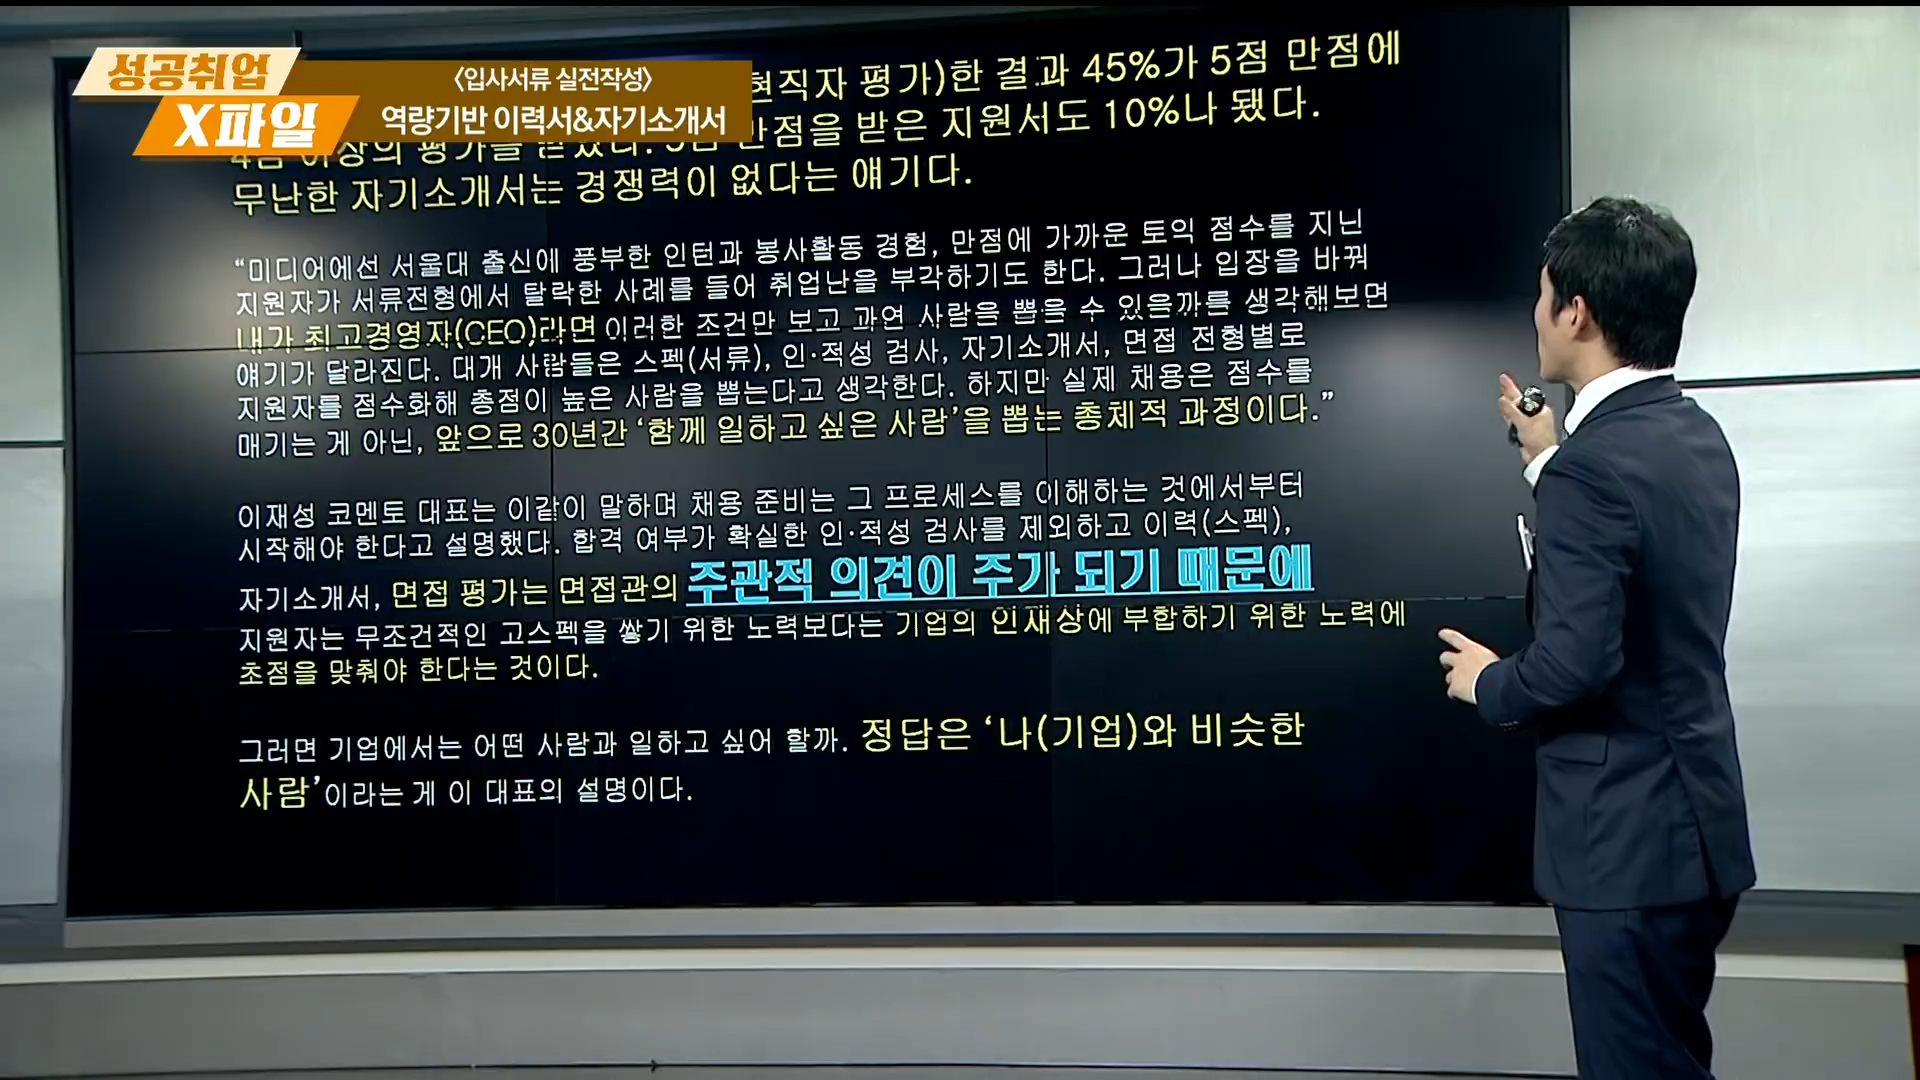 성공취업
X파일
〈입사서류 실전작성〉
역량기반 이력서&자기소개서
현직자 평가)한 결과 45%가 5점 만점에
만점을 받은 지원서도 10%나 됐다.
무난한 자기소개서는 경쟁력이 없다는 얘기다.
“미디어에선 서울대 출신에 풍부한 인턴과 봉사활동 경험, 만점에 가까운 토익 점수를 지닌
지원자가 서류전형에서 탈락한 사례를 들어 취업난을 부각하기도 한다. 그러나 입장을 바꿔
내가 최고경영자(CEO)라면 이러한 조건만 보고 과연 사람을 뽑을 수 있을까를 생각해보면
얘기가 달라진다. 대개 사람들은 스펙(서류), 인·적성 검사, 자기소개서, 면접 전형별로
지원자를 점수화해 총점이 높은 사람을 뽑는다고 생각한다. 하지만 실제 채용은 점수를
매기는 게 아닌, 앞으로 30년간 ‘함께 일하고 싶은 사람’을 뽑는 총체적 과정이다.”
이재성 코멘토 대표는 이같이 말하며 채용 준비는 그 프로세스를 이해하는 것에서부터
시작해야 한다고 설명했다. 합격 여부가 확실한 인·적성 검사를 제외하고 이력(스펙),
자기소개서, 면접 평가는 면접관의 주관적 의견이 주가 되기 때문에
지원자는 무조건적인 고스펙을 쌓기 위한 노력보다는 기업의 인재상에 부합하기 위한 노력에
초점을 맞춰야 한다는 것이다.
그러면 기업에서는 어떤 사람과 일하고 싶어 할까. 정답은 ‘나(기업)와 비슷한
사람’이라는 게 이 대표의 설명이다.